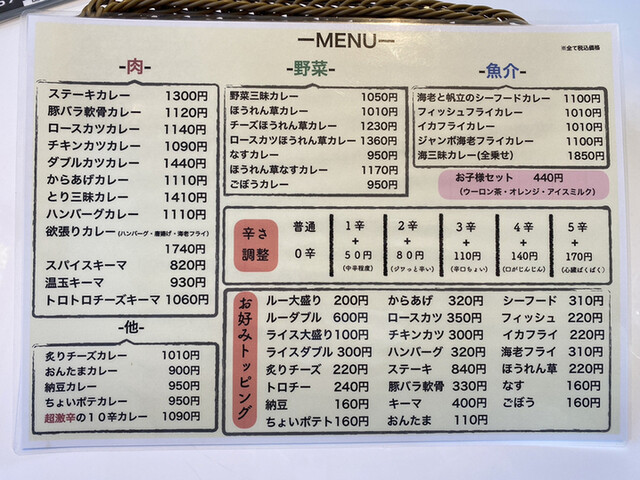 ーMENUー
※全て税込価格
-肉-
ステーキカレー 1300円
豚バラ軟骨カレー 1120円
ロースカツカレー 1140円
チキンカツカレー 1090円
ダブルカツカレー 1440円
からあげカレー 1110円
とり三昧カレー 1410円
ハンバーグカレー 1110円
欲張りカレー(ハンバーグ・唐揚げ・海老フライ)
1740円
スパイスキーマ 820円
温玉キーマ 930円
トロトロチーズキーマ 1060円
-他-
炙りチーズカレー 1010円
おんたまカレー 900円
納豆カレー 950円
ちょいポテカレー 950円
超激辛の10辛カレー 1090円
-野菜-
野菜三昧カレー 1050円
ほうれん草カレー 1010円
チーズほうれん草カレー 1230円
ロースカツほうれん草カレー 1360円
なすカレー 950円
ほうれん草なすカレー 1170円
ごぼうカレー 950円
-魚介-
海老と帆立のシーフードカレー 1100円
フィッシュフライカレー 1010円
イカフライカレー 1010円
ジャンボ海老フライカレー 1100円
海三昧カレー(全乗せ) 1850円
お子様セット 440円
(ウーロン茶・オレンジ・アイスミルク)
辛さ調整
普通 0辛
1辛 + 50円 (中辛程度)
2辛 + 80円 (ジワっと辛い)
3辛 + 110円 (辛口ちょい)
4辛 + 140円 (口がじんじん)
5辛 + 170円 (心臓ばくばく)
お好みトッピング
ルー大盛り 200円
ルーダブル 600円
ライス大盛り 100円
ライスダブル 300円
炙りチーズ 220円
トロチー 240円
納豆 160円
ちょいポテト 160円
からあげ 320円
ロースカツ 350円
チキンカツ 300円
ハンバーグ 320円
ステーキ 840円
豚バラ軟骨 330円
キーマ 400円
おんたま 110円
シーフード 310円
フィッシュ 220円
イカフライ 220円
海老フライ 310円
ほうれん草 220円
なす 160円
ごぼう 160円